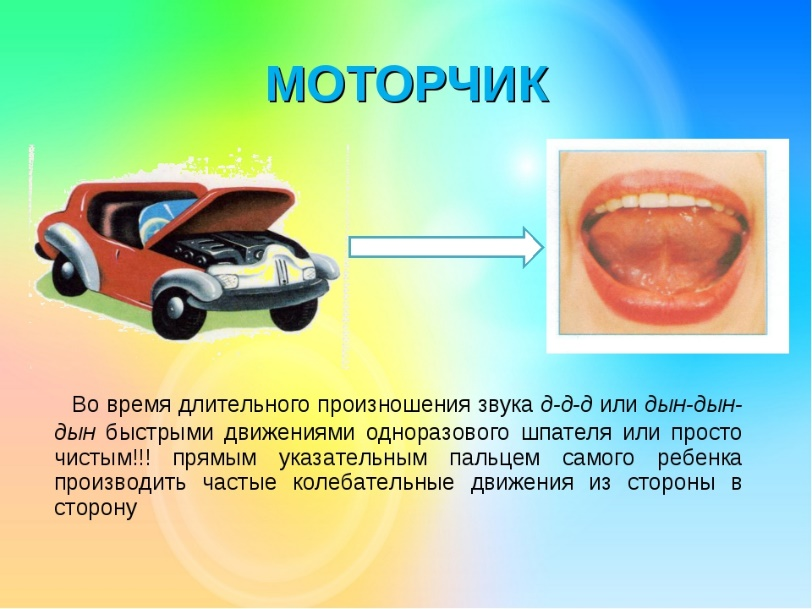 МОТОРЧИК
Во время длительного произношения звука д-д-д или дын-дын-
дын быстрыми движениями одноразового шпателя или просто
чистым!!! прямым указательным пальцем самого ребенка
производить частые колебательные движения из стороны в
сторону